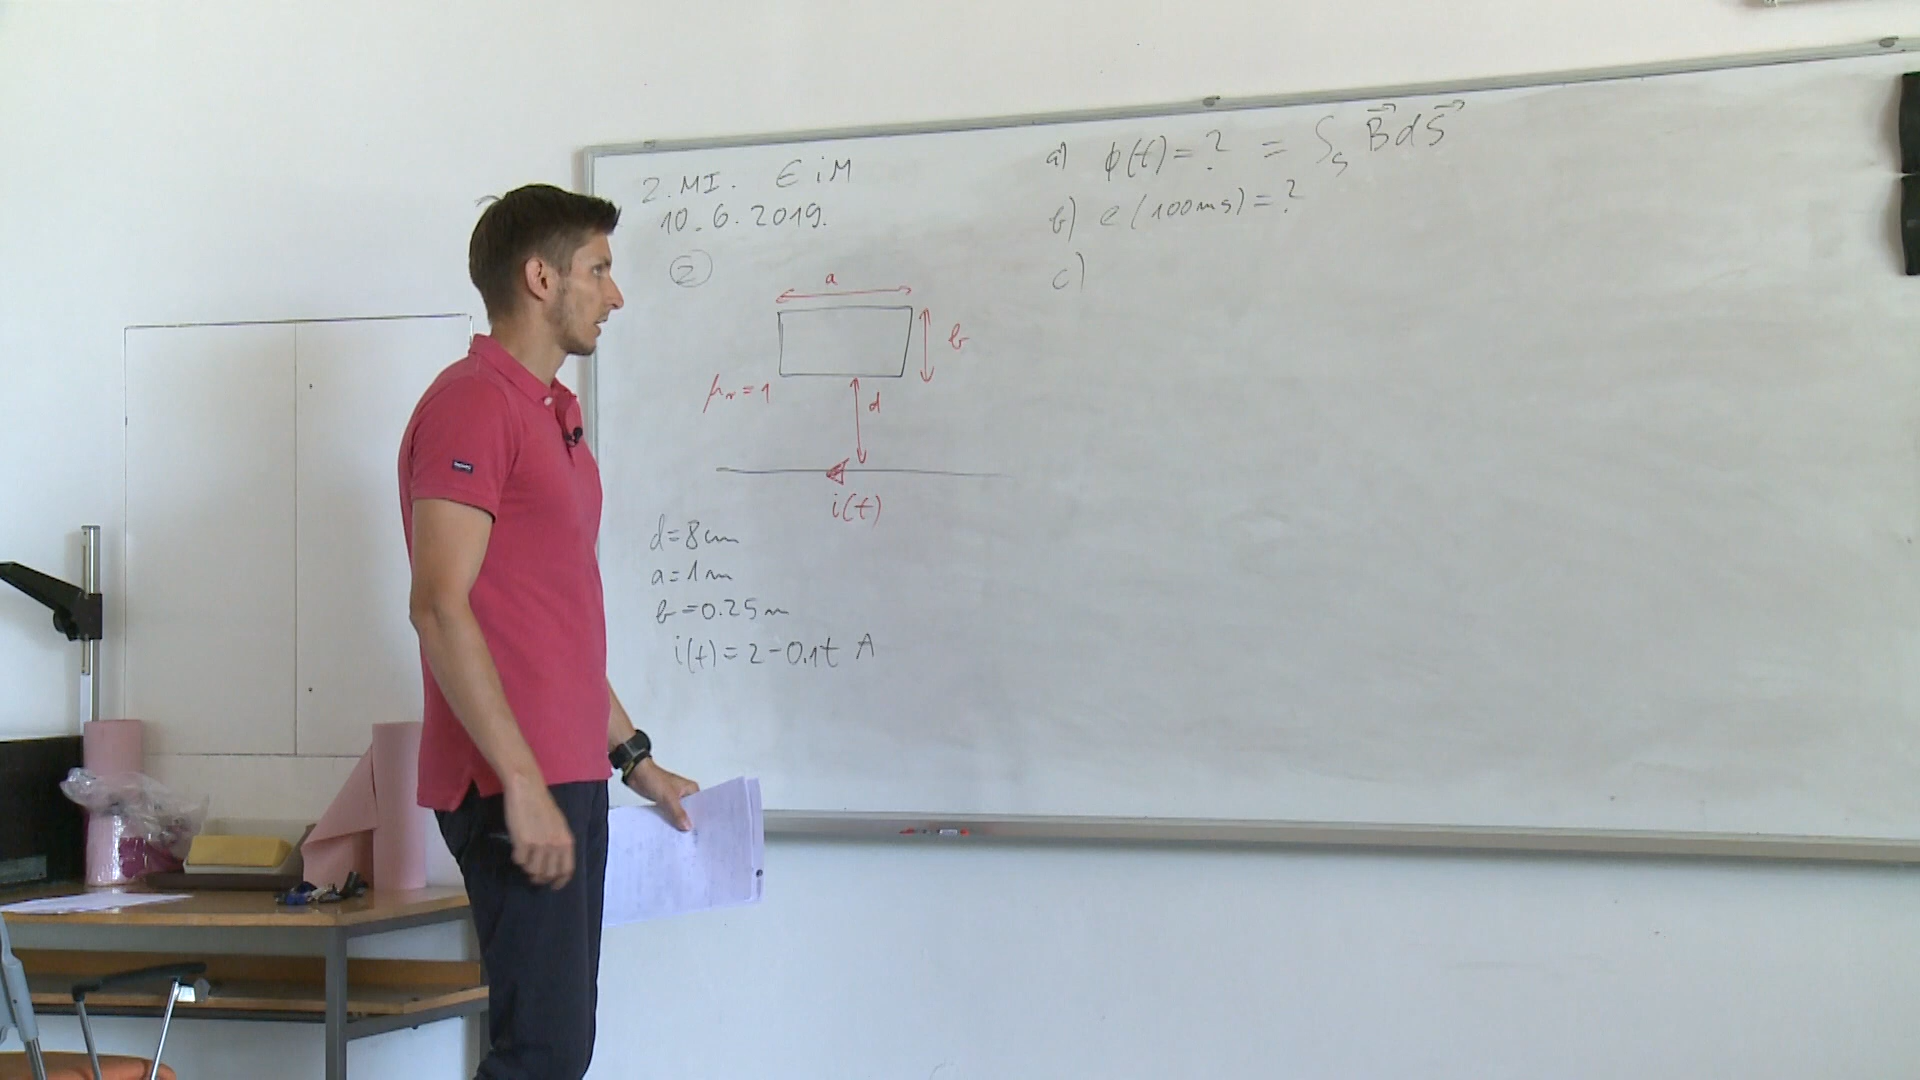 2. MI. EiM
10.6.2019.
2
a
b
μr = 1
d
i(t)
d = 8 cm
a = 1 m
b = 0.25 m
i(t) = 2 - 0.1t A
a) ϕ(t) = ? = ∫s B⃗ dS⃗
b) e(100ms) = ?
c)